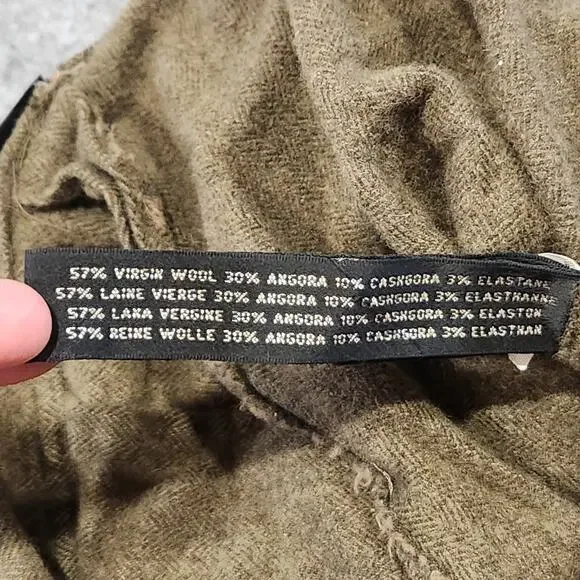 57% VIRGIN WOOL 30% ANGORA 10% CASHGORA 3% ELASTANE
57% LAINE VIERGE 30% ANGORA 10% CASHGORA 3% ELASTHANNE
57% LANA VERGINE 30% ANGORA 10% CASHGORA 3% ELASTON
57% REINE WOLLE 30% ANGORA 10% CASHGORA 3% ELASTHAN